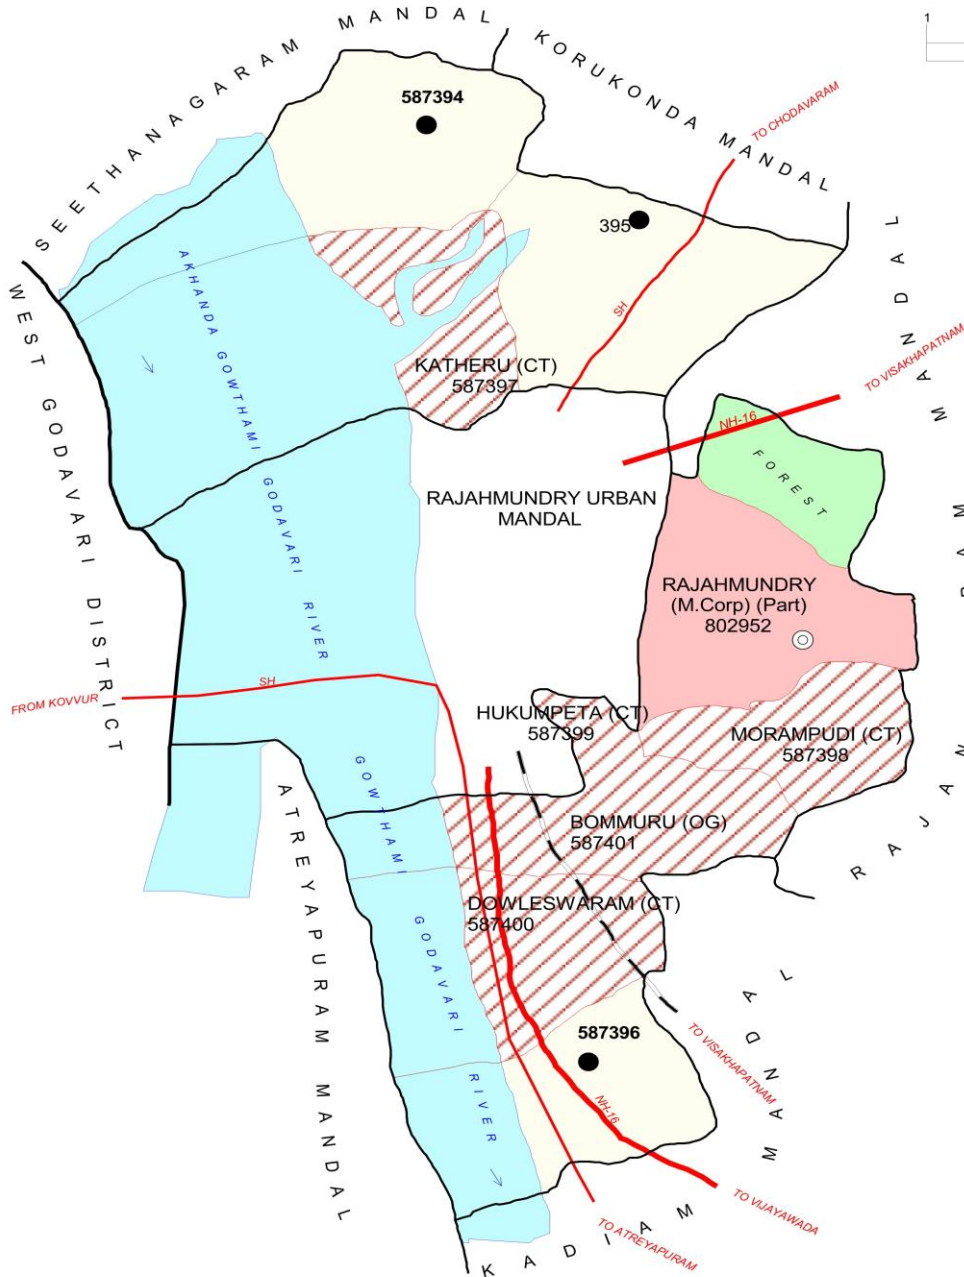 1
SEETHANAGARAM MANDAL
KORUKONDA MANDAL
587394
TO CHODAVARAM
395
SH
WEST GODAVARI DISTRICT
AKHANDA GOWTHAMI GODAVARI RIVER
KATHERU (CT)
587397
TO VISAKHAPATNAM
NH-16
FOREST
RAJAHMUNDRY URBAN
MANDAL
RAJAHMUNDRY
(M.Corp) (Part)
802952
RAJANAGARAM MANDAL
FROM KOVVUR
SH
HUKUMPETA (CT)
587399
MORAMPUDI (CT)
587398
BOMMURU (OG)
587401
DOWLESWARAM (CT)
587400
GOWTHAMI GODAVARI RIVER
ATREYAPURAM MANDAL
587396
TO VISAKHAPATNAM
NH-16
TO VIJAYAWADA
TO ATREYAPURAM
KADIAM MANDAL